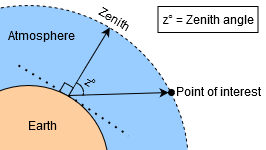 Zenith
z° = Zenith angle
Atmosphere
z°
Point of interest
Earth